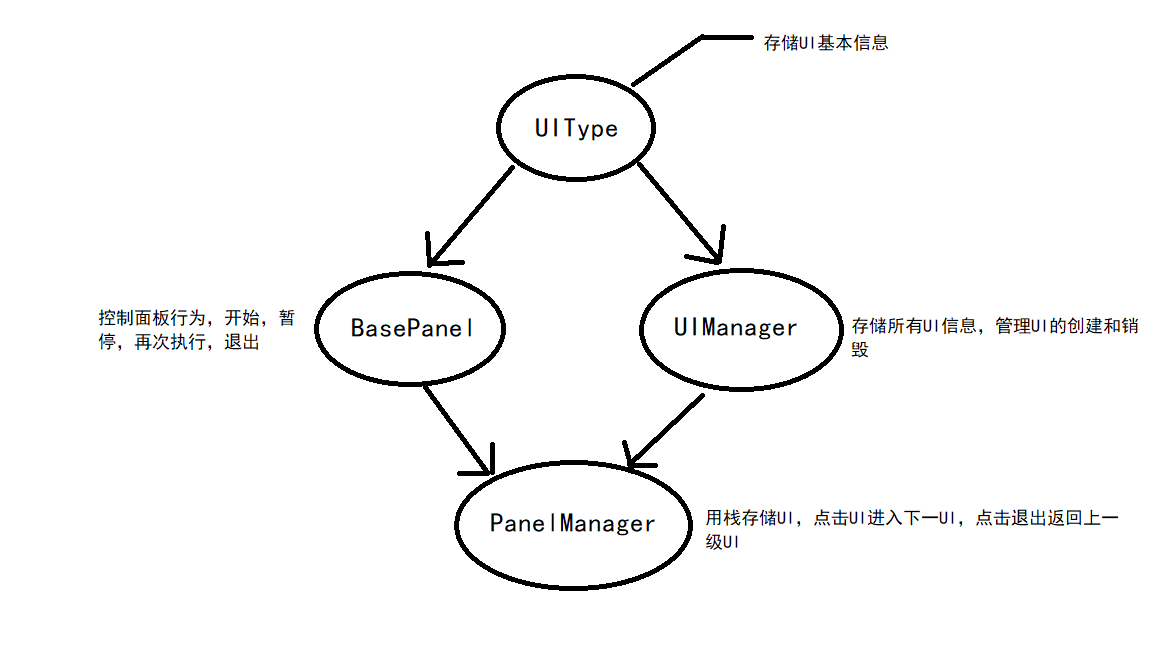 存储UI基本信息
UIType
控制面板行为，开始，暂
停，再次执行，退出
BasePanel
UIManager
存储所有UI信息，管理UI的创建和销
毁
PanelManager
用栈存储UI，点击UI进入下一UI，点击退出返回上一
级UI